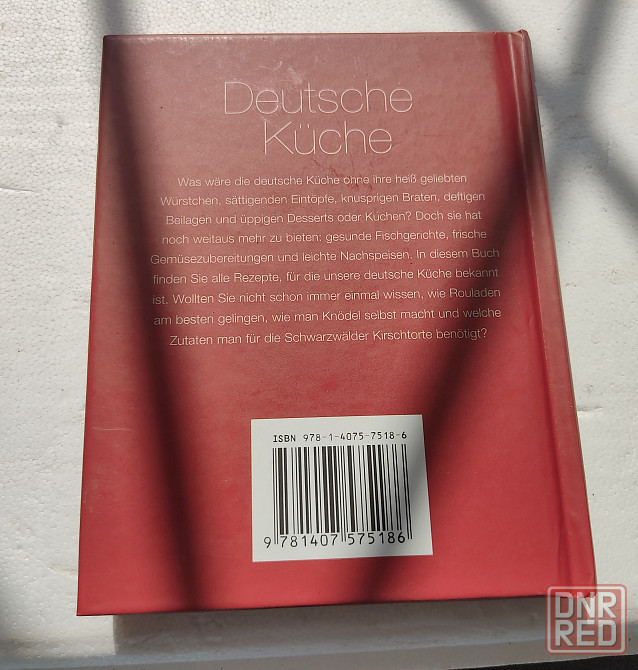 Deutsche
Küche
Was wäre die deutsche Küche ohne ihre heiß geliebten
Würstchen, sättigenden Eintöpfe, knusprigen Braten, deftigen
Beilagen und üppigen Desserts oder Kuchen? Doch sie hat
noch weitaus mehr zu bieten: gesunde Fischgerichte, frische
Gemüsezubereitungen und leichte Nachspeisen. In diesem Buch
finden Sie alle Rezepte, für die unsere deutsche Küche bekannt
ist. Wollten Sie nicht schon immer einmal wissen, wie Rouladen
am besten gelingen, wie man Knödel selbst macht und welche
Zutaten man für die Schwarzwälder Kirschtorte benötigt?
ISBN 978-1-4075-7518-6
9 781407 575186
DNR
RED